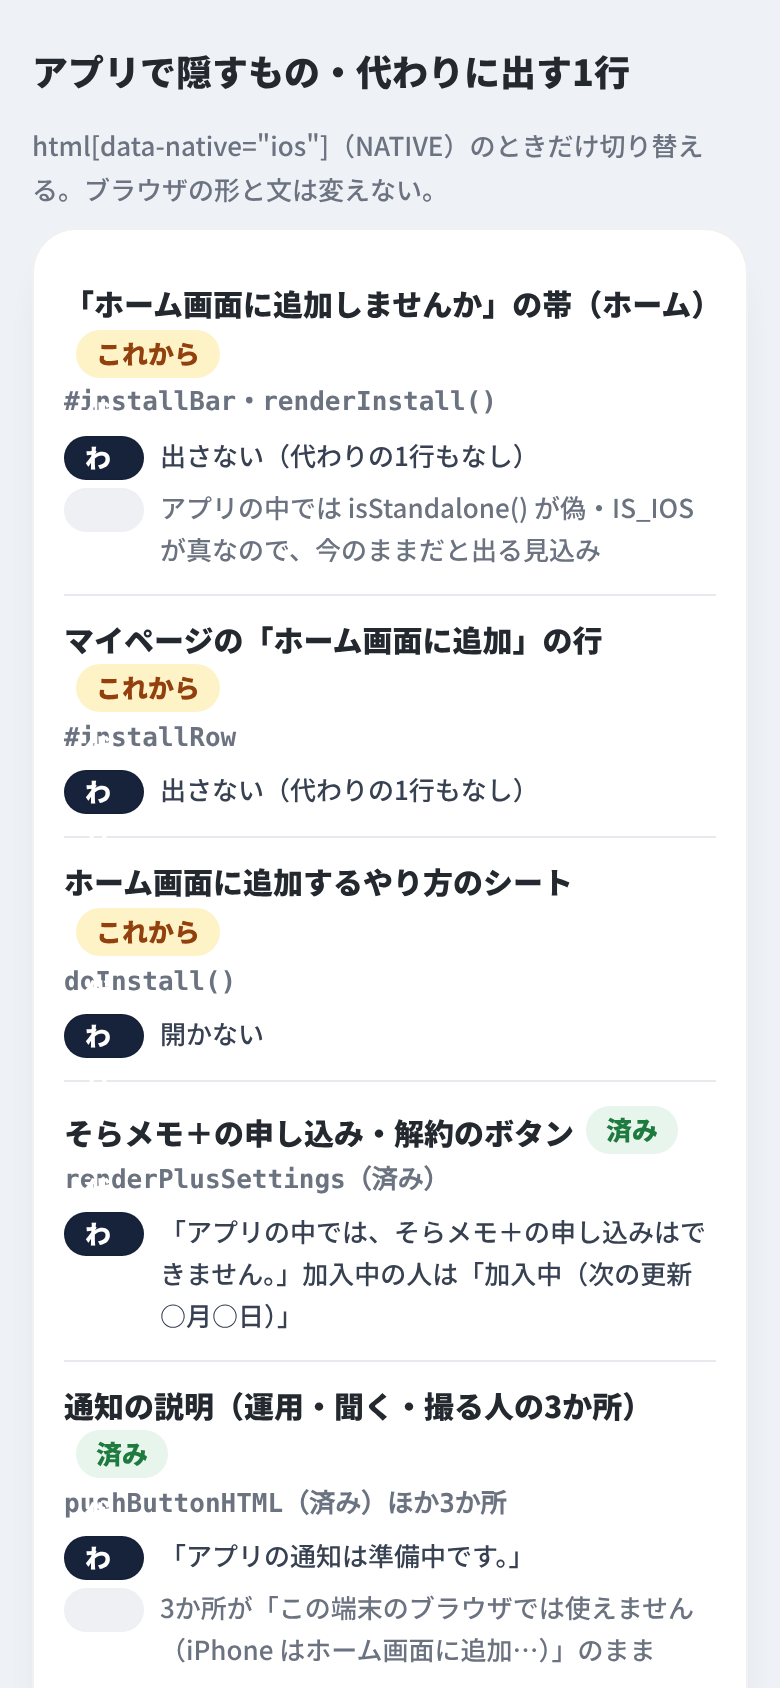 アプリで隠すもの・代わりに出す1行
html[data-native="ios"]（NATIVE）のときだけ切り替え
る。ブラウザの形と文は変えない。
「ホーム画面に追加しませんか」の帯（ホーム）
これから
#installBar・renderInstall()
わ 出さない（代わりの1行もなし）
アプリの中では isStandalone() が偽・IS_IOS
が真なので、今のままだと出る見込み
マイページの「ホーム画面に追加」の行
これから
#installRow
わ 出さない（代わりの1行もなし）
ホーム画面に追加するやり方のシート
これから
doInstall()
わ 開かない
そらメモ＋の申し込み・解約のボタン 済み
renderPlusSettings（済み）
わ 「アプリの中では、そらメモ＋の申し込みはで
きません。」加入中の人は「加入中（次の更新
◯月◯日）」
通知の説明（運用・聞く・撮る人の3か所）
済み
pushButtonHTML（済み）ほか3か所
わ 「アプリの通知は準備中です。」
3か所が「この端末のブラウザでは使えません
（iPhone はホーム画面に追加…）」のまま